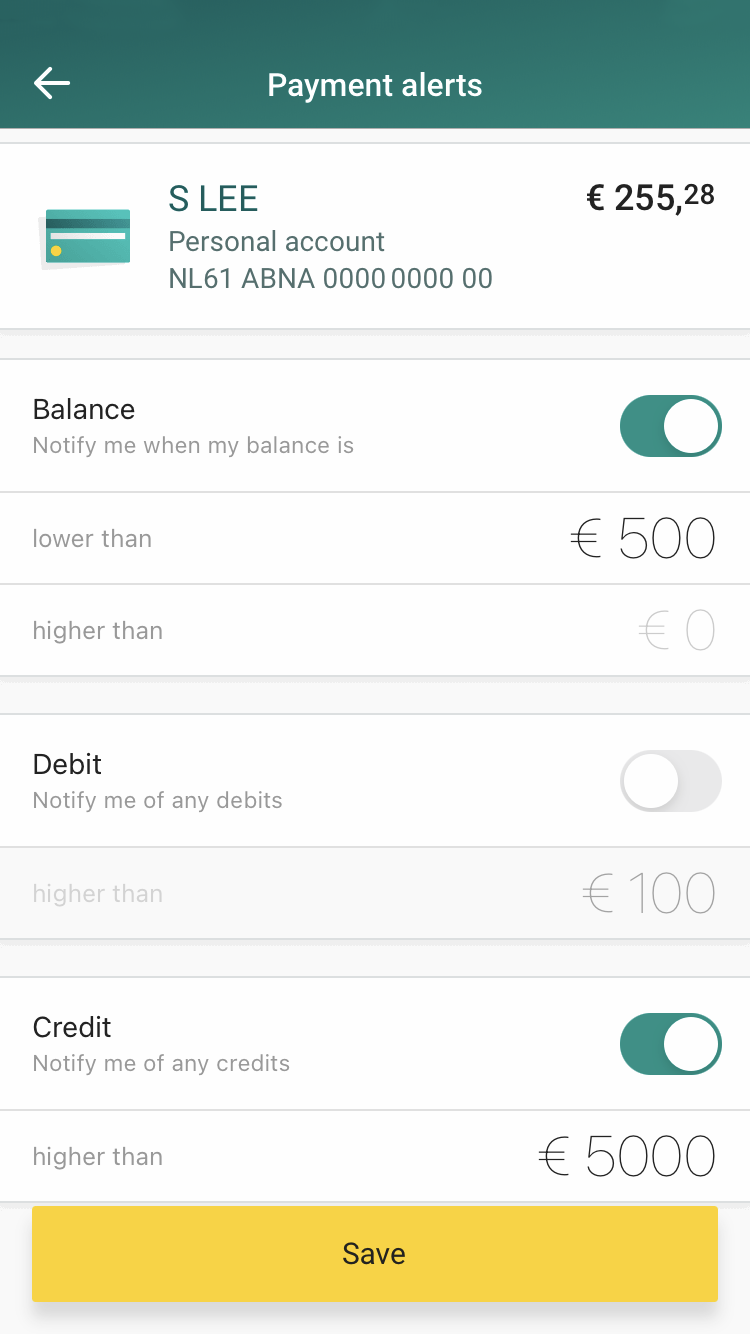 Payment alerts
S LEE € 255,28
Personal account
NL61 ABNA 0000 0000 00
Balance
Notify me when my balance is
lower than € 500
higher than € 0
Debit
Notify me of any debits
higher than € 100
Credit
Notify me of any credits
higher than € 5000
Save